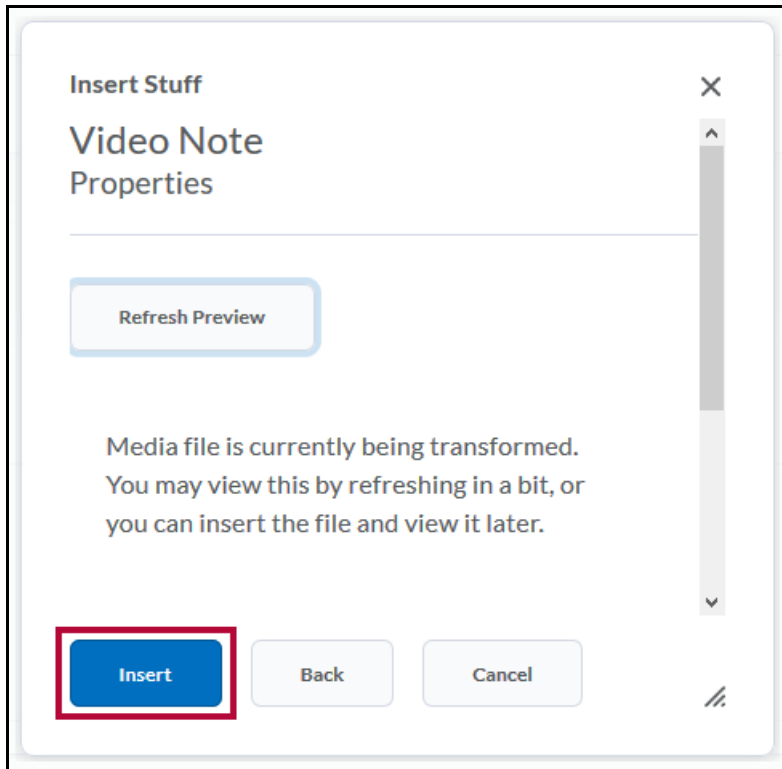 Insert Stuff
Video Note
Properties
Refresh Preview
Media file is currently being transformed.
You may view this by refreshing in a bit, or
you can insert the file and view it later.
Insert Back Cancel